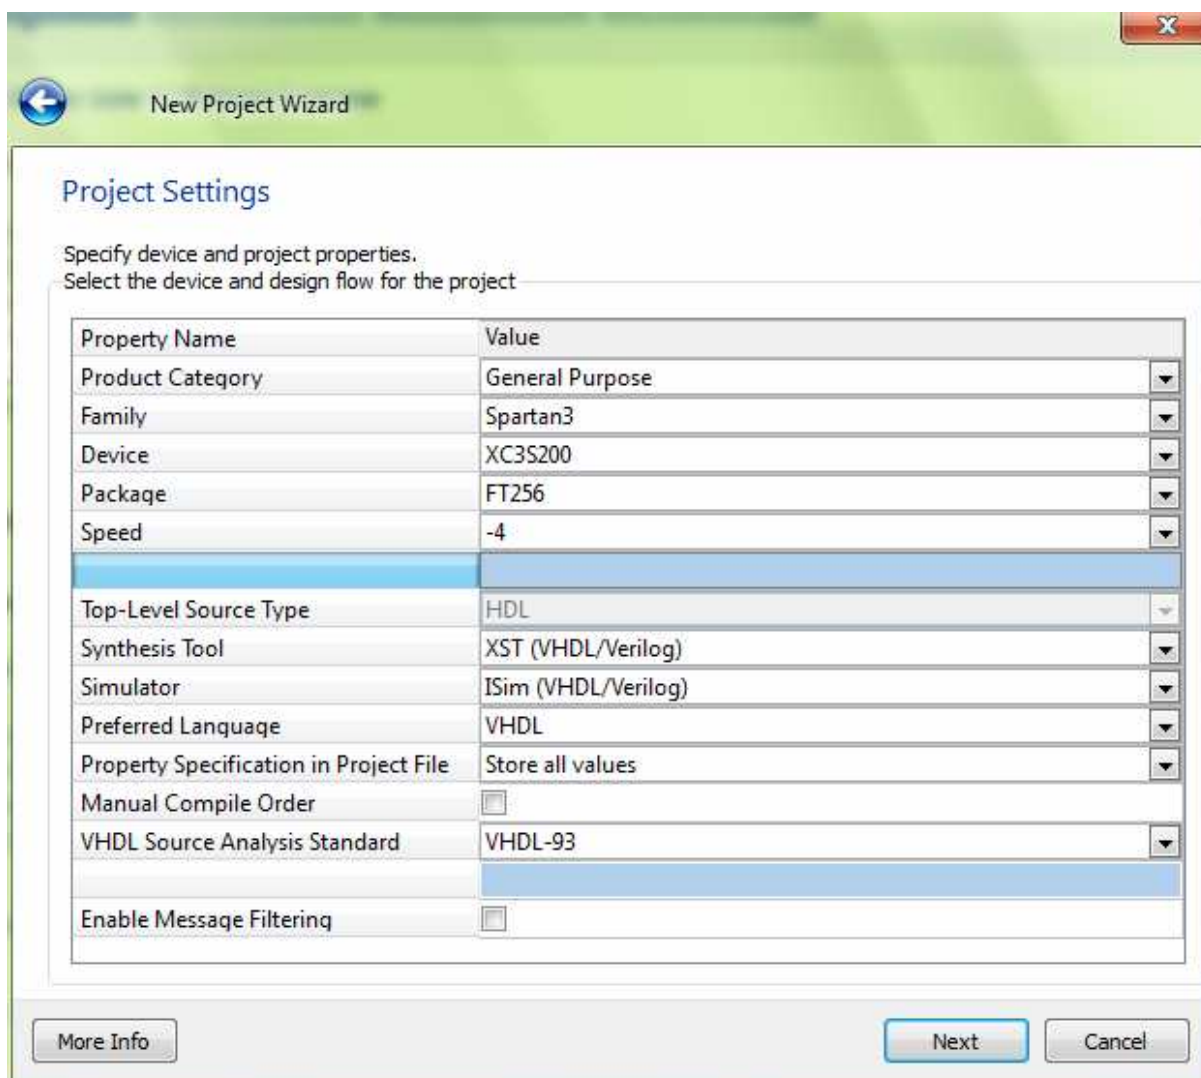 X
New Project Wizard
Project Settings
Specify device and project properties.
Select the device and design flow for the project
Property Name Value
Product Category General Purpose
Family Spartan3
Device XC3S200
Package FT256
Speed -4
Top-Level Source Type HDL
Synthesis Tool XST (VHDL/Verilog)
Simulator ISim (VHDL/Verilog)
Preferred Language VHDL
Property Specification in Project File Store all values
Manual Compile Order
VHDL Source Analysis Standard VHDL-93
Enable Message Filtering
More Info Next Cancel